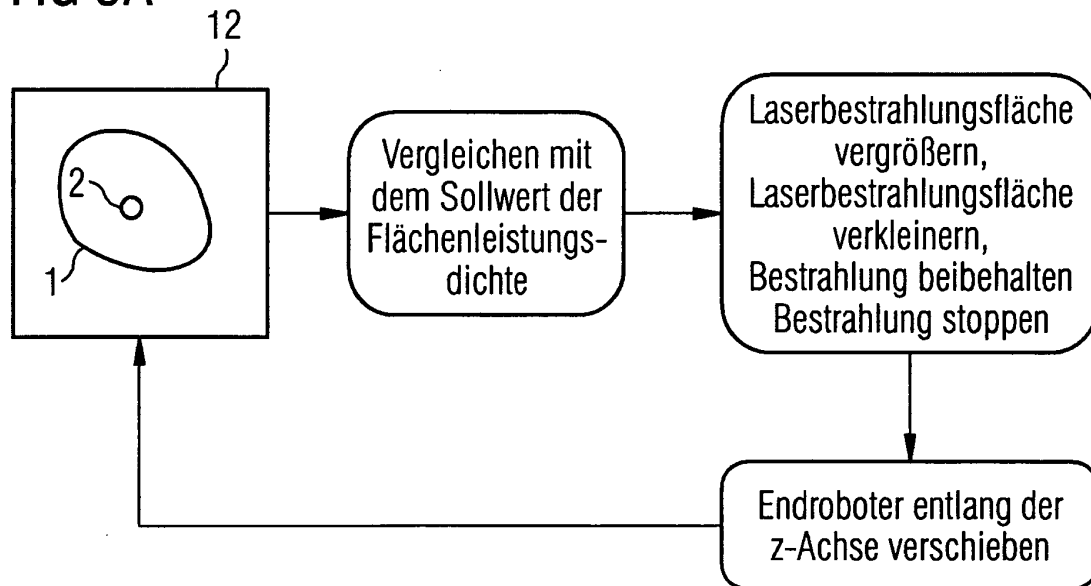 12
2
1
Vergleichen mit
dem Sollwert der
Flächenleistungs-
dichte
Laserbestrahlungsfläche
vergrößern,
Laserbestrahlungsfläche
verkleinern,
Bestrahlung beibehalten
Bestrahlung stoppen
Endroboter entlang der
z-Achse verschieben